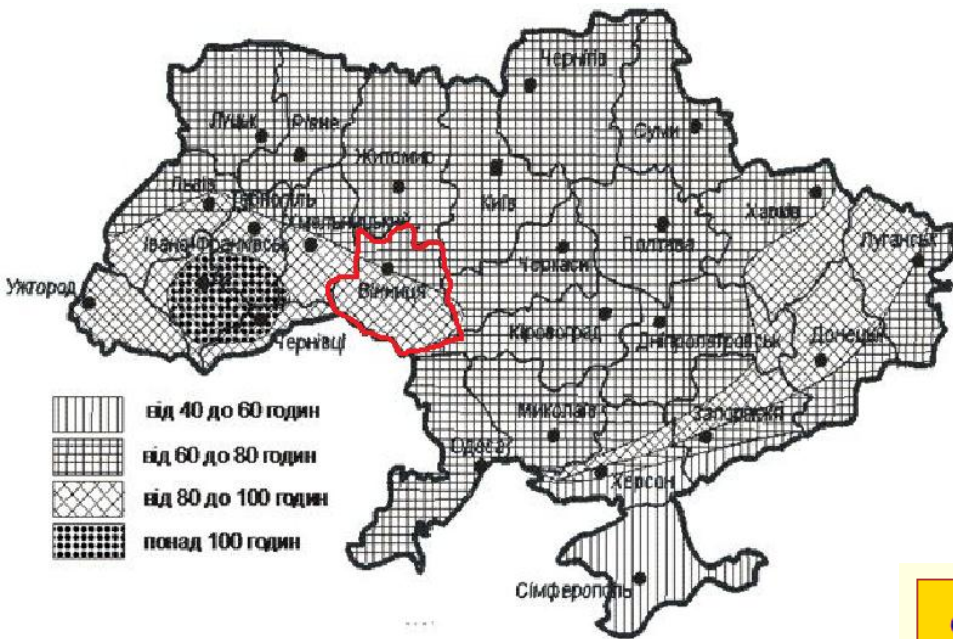 Чернігів
Луцьк
Рівне
Суми
Житомир
Львів
Київ
Тернопіль
Хмельницький
Харків
Луганськ
Івано-Франківськ
Полтава
Черкаси
Ужгород
Вінниця
Кіровоград
Чернівці
Дніпропетровськ
Донецьк
від 40 до 60 годин
Миколаїв
Запоріжжя
від 60 до 80 годин
Одеса
Херсон
від 80 до 100 годин
понад 100 годин
Сімферополь